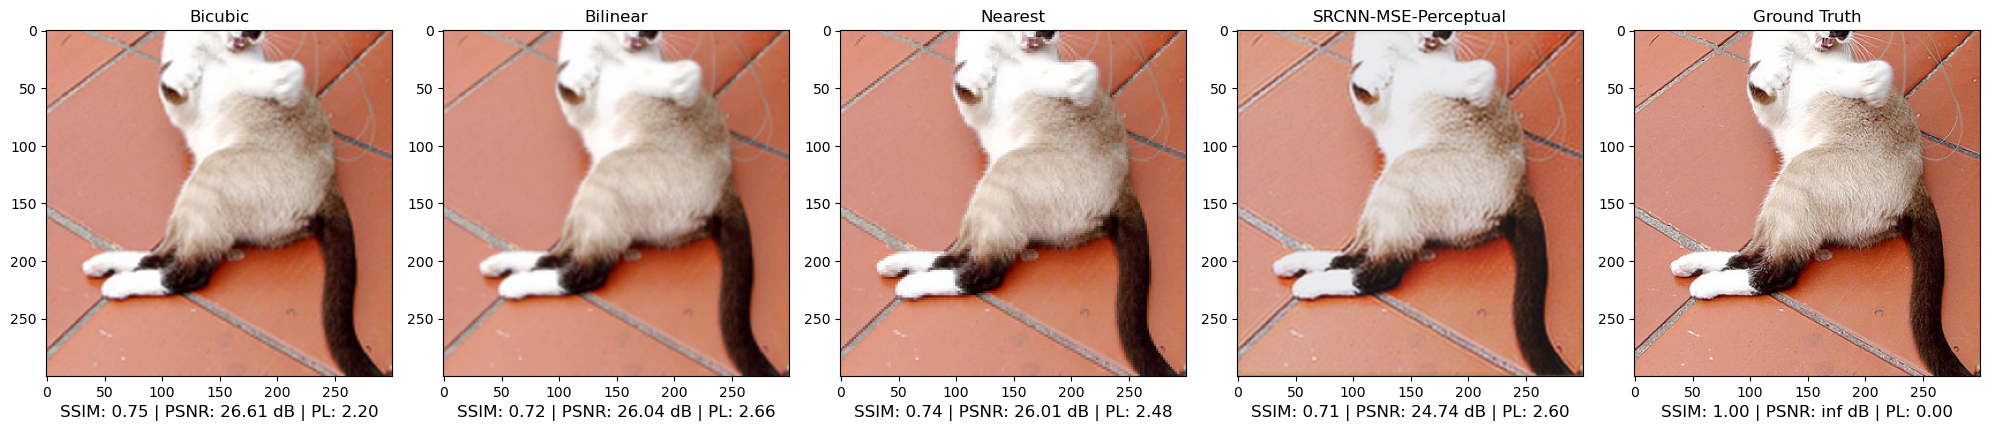 Bicubic
0
50
100
150
200
250
0 50 100 150 200 250
SSIM: 0.75 | PSNR: 26.61 dB | PL: 2.20
Bilinear
0
50
100
150
200
250
0 50 100 150 200 250
SSIM: 0.72 | PSNR: 26.04 dB | PL: 2.66
Nearest
0
50
100
150
200
250
0 50 100 150 200 250
SSIM: 0.74 | PSNR: 26.01 dB | PL: 2.48
SRCNN-MSE-Perceptual
0
50
100
150
200
250
0 50 100 150 200 250
SSIM: 0.71 | PSNR: 24.74 dB | PL: 2.60
Ground Truth
0
50
100
150
200
250
0 50 100 150 200 250
SSIM: 1.00 | PSNR: inf dB | PL: 0.00